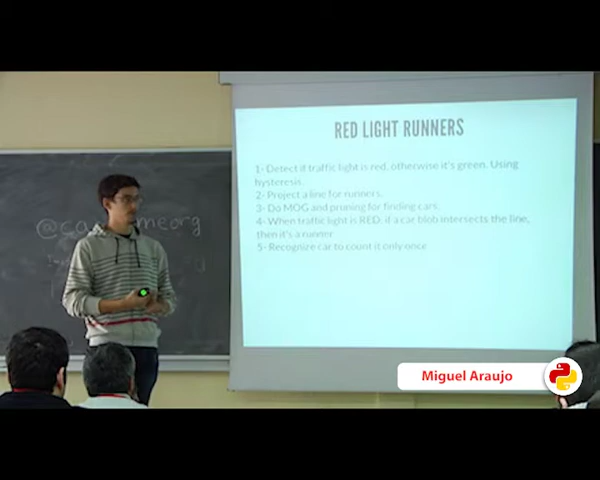 RED LIGHT RUNNERS
1- Detect if traffic light is red, otherwise it's green. Using
hysteresis.
2- Project a line for runners.
3- Do MOG and pruning for finding cars.
4- When traffic light is RED, if a car blob intersects the line,
then it's a runner
5- Recognize car to count it only once
Miguel Araujo